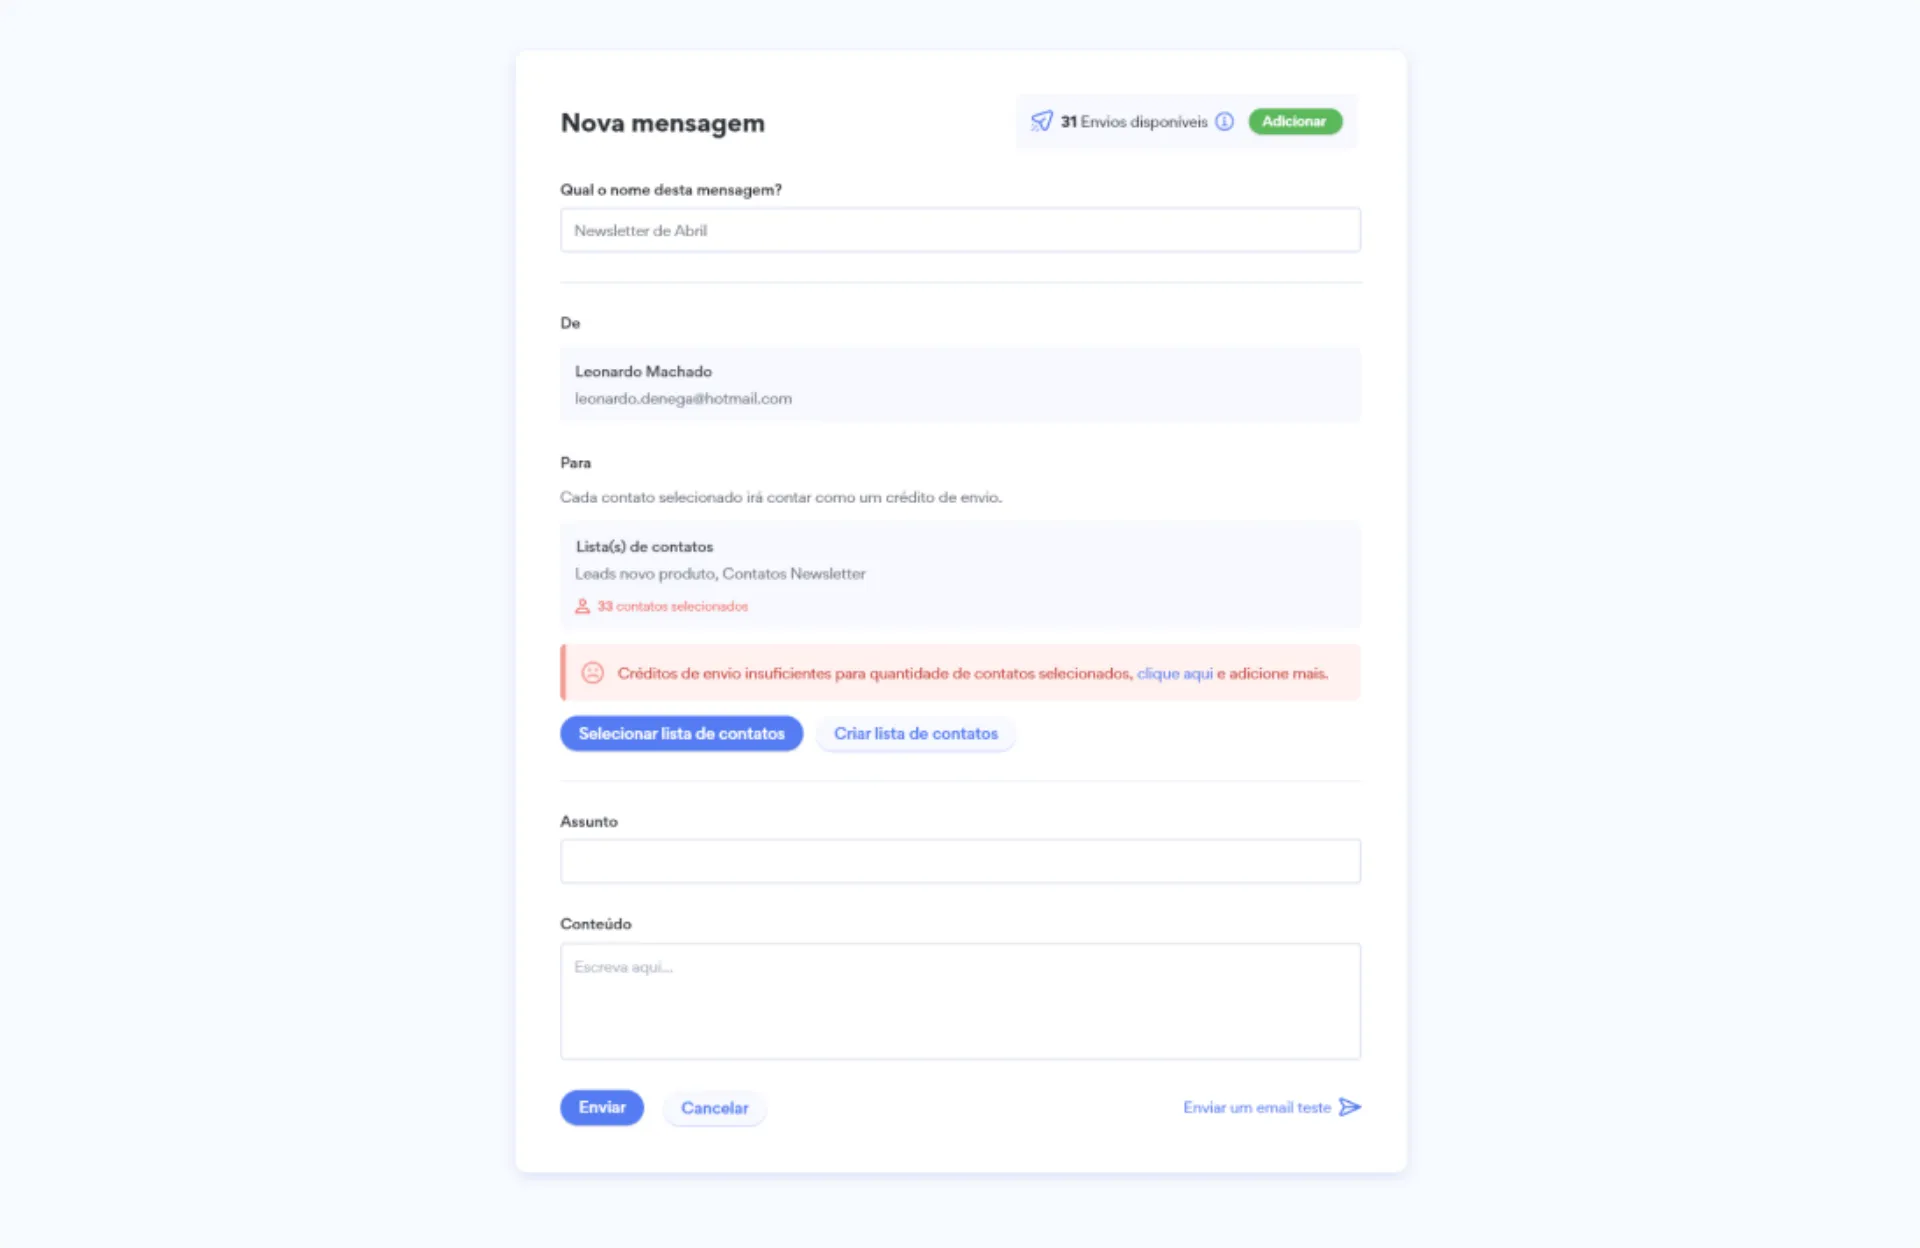 Nova mensagem
31 Envios disponíveis
Adicionar
Qual o nome desta mensagem?
Newsletter de Abril
De
Leonardo Machado
leonardo.denega@hotmail.com
Para
Cada contato selecionado irá contar como um crédito de envio.
Lista(s) de contatos
Leads novo produto, Contatos Newsletter
33 contatos selecionados
Créditos de envio insuficientes para quantidade de contatos selecionados, clique aqui e adicione mais.
Selecionar lista de contatos
Criar lista de contatos
Assunto
Conteúdo
Escreva aqui...
Enviar
Cancelar
Enviar um email teste